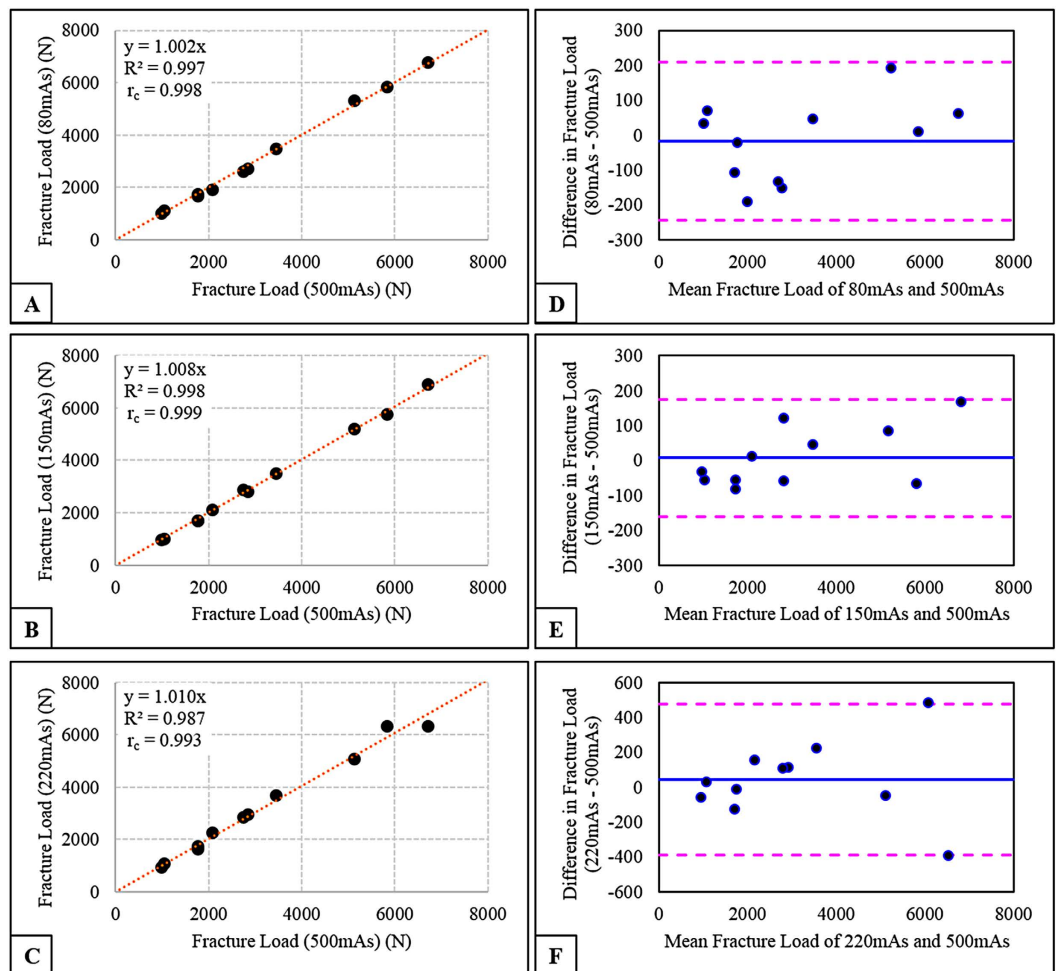 y = 1.002x
R² = 0.997
r_c = 0.998
Fracture Load (80mAs) (N)
8000
6000
4000
2000
0
0 2000 4000 6000 8000
Fracture Load (500mAs) (N)
A
Difference in Fracture Load
(80mAs - 500mAs)
300
200
100
0
-100
-200
-300
0 2000 4000 6000 8000
Mean Fracture Load of 80mAs and 500mAs
D
y = 1.008x
R² = 0.998
r_c = 0.999
Fracture Load (150mAs) (N)
8000
6000
4000
2000
0
0 2000 4000 6000 8000
Fracture Load (500mAs) (N)
B
Difference in Fracture Load
(150mAs - 500mAs)
300
200
100
0
-100
-200
-300
0 2000 4000 6000 8000
Mean Fracture Load of 150mAs and 500mAs
E
y = 1.010x
R² = 0.987
r_c = 0.993
Fracture Load (220mAs) (N)
8000
6000
4000
2000
0
0 2000 4000 6000 8000
Fracture Load (500mAs) (N)
C
Difference in Fracture Load
(220mAs - 500mAs)
600
400
200
0
-200
-400
-600
0 2000 4000 6000 8000
Mean Fracture Load of 220mAs and 500mAs
F